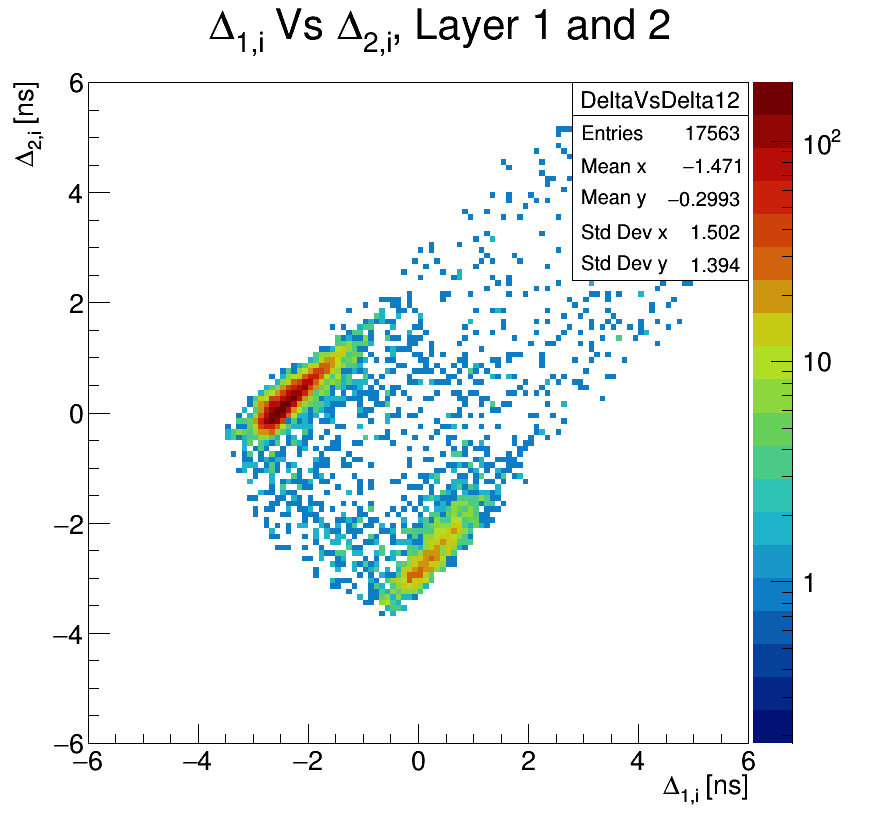 Δ1,i Vs Δ2,i, Layer 1 and 2
Δ2,i [ns]
6
4
2
0
−2
−4
−6
DeltaVsDelta12
Entries 17563
Mean x −1.471
Mean y −0.2993
Std Dev x 1.502
Std Dev y 1.394
10²
10
1
−6 −4 −2 0 2 4 6
Δ1,i [ns]